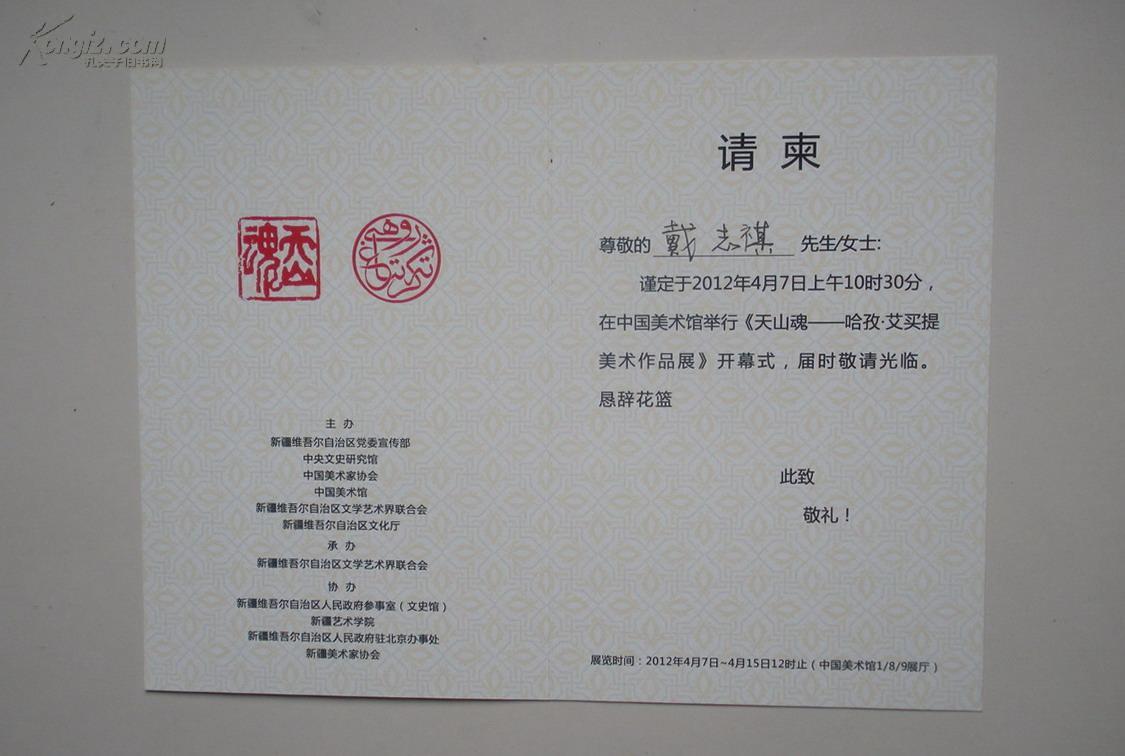 Kongfz.com
孔夫子旧书网
天山魂
主 办
新疆维吾尔自治区党委宣传部
中央文史研究馆
中国美术家协会
中国美术馆
新疆维吾尔自治区文学艺术界联合会
新疆维吾尔自治区文化厅
承 办
新疆维吾尔自治区文学艺术界联合会
协 办
新疆维吾尔自治区人民政府参事室（文史馆）
新疆艺术学院
新疆维吾尔自治区人民政府驻北京办事处
新疆美术家协会
请 柬
尊敬的 戴志祺 先生/女士:
谨定于2012年4月7日上午10时30分，
在中国美术馆举行《天山魂——哈孜·艾买提
美术作品展》开幕式，届时敬请光临。
恳辞花篮
此致
敬礼！
展览时间：2012年4月7日~4月15日12时止（中国美术馆1/8/9展厅）